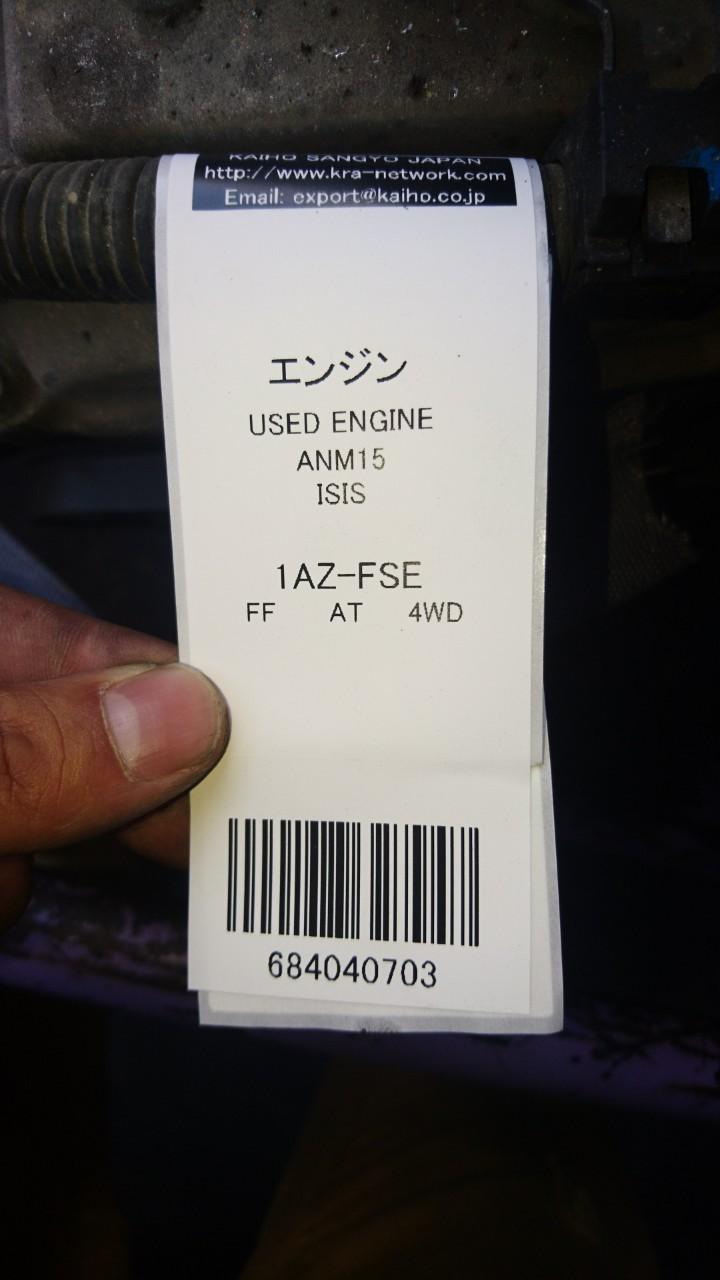 KAIHO SANGYO JAPAN
http://www.kra-network.com
Email: export@kaiho.co.jp
エンジン
USED ENGINE
ANM15
ISIS
1AZ-FSE
FF AT 4WD
684040703